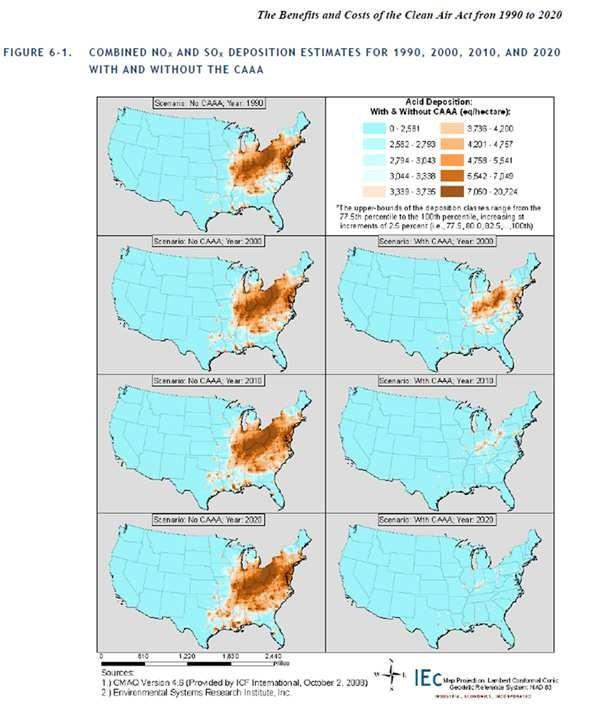 The Benefits and Costs of the Clean Air Act fron 1990 to 2020
FIGURE 6-1. COMBINED NOx AND SOx DEPOSITION ESTIMATES FOR 1990, 2000, 2010, AND 2020
WITH AND WITHOUT THE CAAA
Scenario: No CAAA; Year: 1990
Acid Deposition:
With & Without CAAA (eq/hectare):
0 - 2,581 3,736 - 4,200
2,582 - 2,793 4,201 - 4,757
2,794 - 3,043 4,758 - 5,541
3,044 - 3,338 5,542 - 7,049
3,339 - 3,735 7,050 - 20,724
*The upper-bounds of the deposition classes range from the
77.5th percentile to the 100th percentile, increasing at
increments of 2.5 percent (i.e., 77.5, 80.0, 82.5, ...,100th)
Scenario: No CAAA; Year: 2000
Scenario: With CAAA; Year: 2000
Scenario: No CAAA; Year: 2010
Scenario: With CAAA; Year: 2010
Scenario: No CAAA; Year: 2020
Scenario: With CAAA; Year: 2020
0 610 1,220 1,830 2,440
Miles
Sources:
1.) CMAQ Version 4.6 (Provided by ICF International, October 2, 2008)
2.) Environmental Systems Research Institute, Inc.
IEc
Map Projection: Lambert Conformal Conic
Geodetic Reference System: NAD 83
INDUSTRIAL ECONOMICS, INCORPORATED